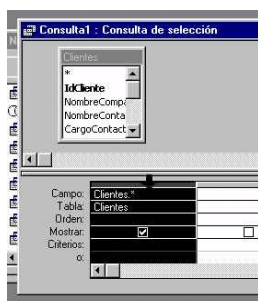 Consulta1 : Consulta de selección
Clientes
*
IdCliente
NombreCompa
NombreConta
CargoContact
Campo: Clientes.*
Tabla: Clientes
Orden:
Mostrar:
Criterios:
o: